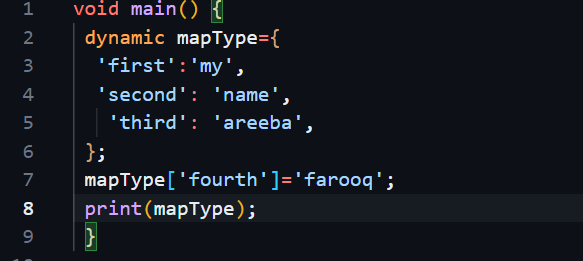 1 void main() {
2 dynamic mapType={
3 'first':'my',
4 'second': 'name',
5 'third': 'areeba',
6 };
7 mapType['fourth']='farooq';
8 print(mapType);
9 }